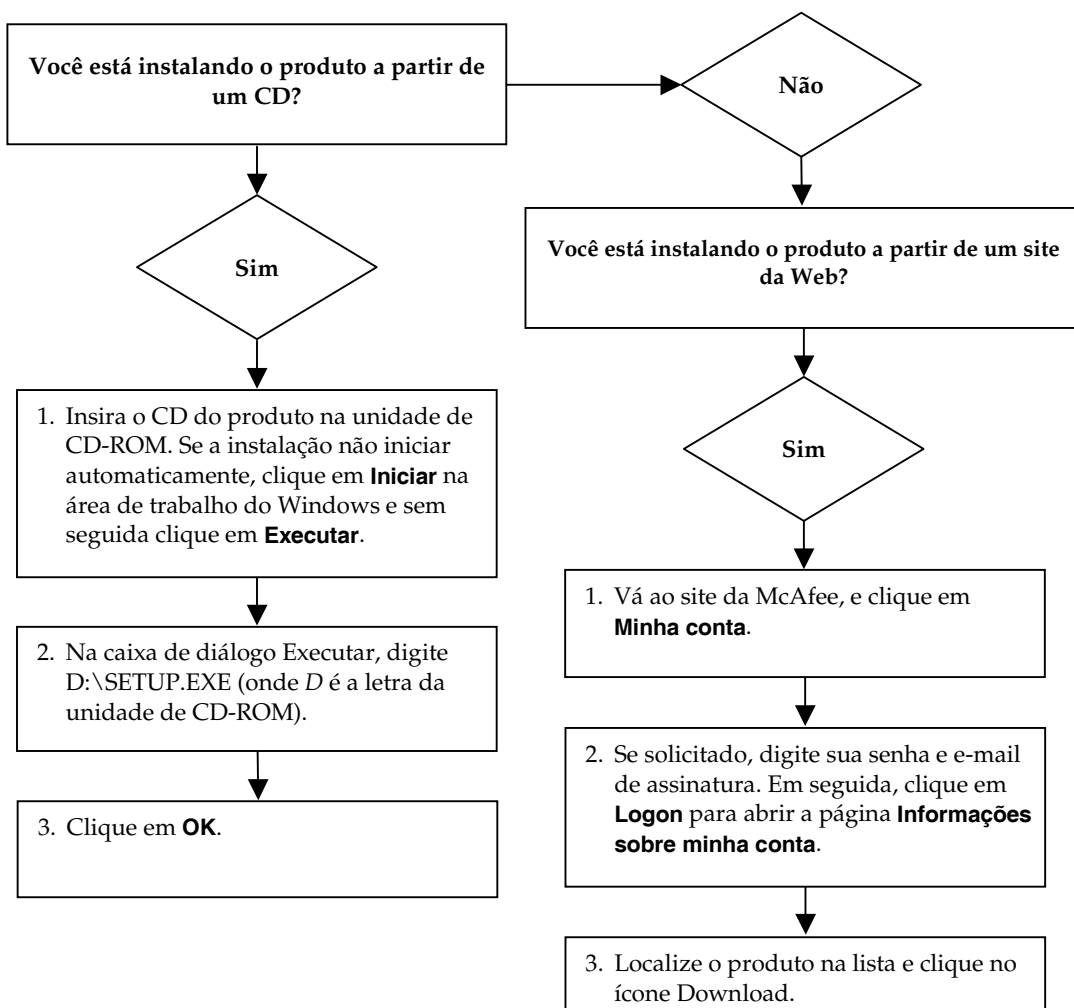 Você está instalando o produto a partir de
um CD?
Não
Sim
Você está instalando o produto a partir de um site
da Web?
Sim
1. Insira o CD do produto na unidade de
CD-ROM. Se a instalação não iniciar
automaticamente, clique em Iniciar na
área de trabalho do Windows e sem
seguida clique em Executar.
2. Na caixa de diálogo Executar, digite
D:\SETUP.EXE (onde D é a letra da
unidade de CD-ROM).
3. Clique em OK.
1. Vá ao site da McAfee, e clique em
Minha conta.
2. Se solicitado, digite sua senha e e-mail
de assinatura. Em seguida, clique em
Logon para abrir a página Informações
sobre minha conta.
3. Localize o produto na lista e clique no
ícone Download.